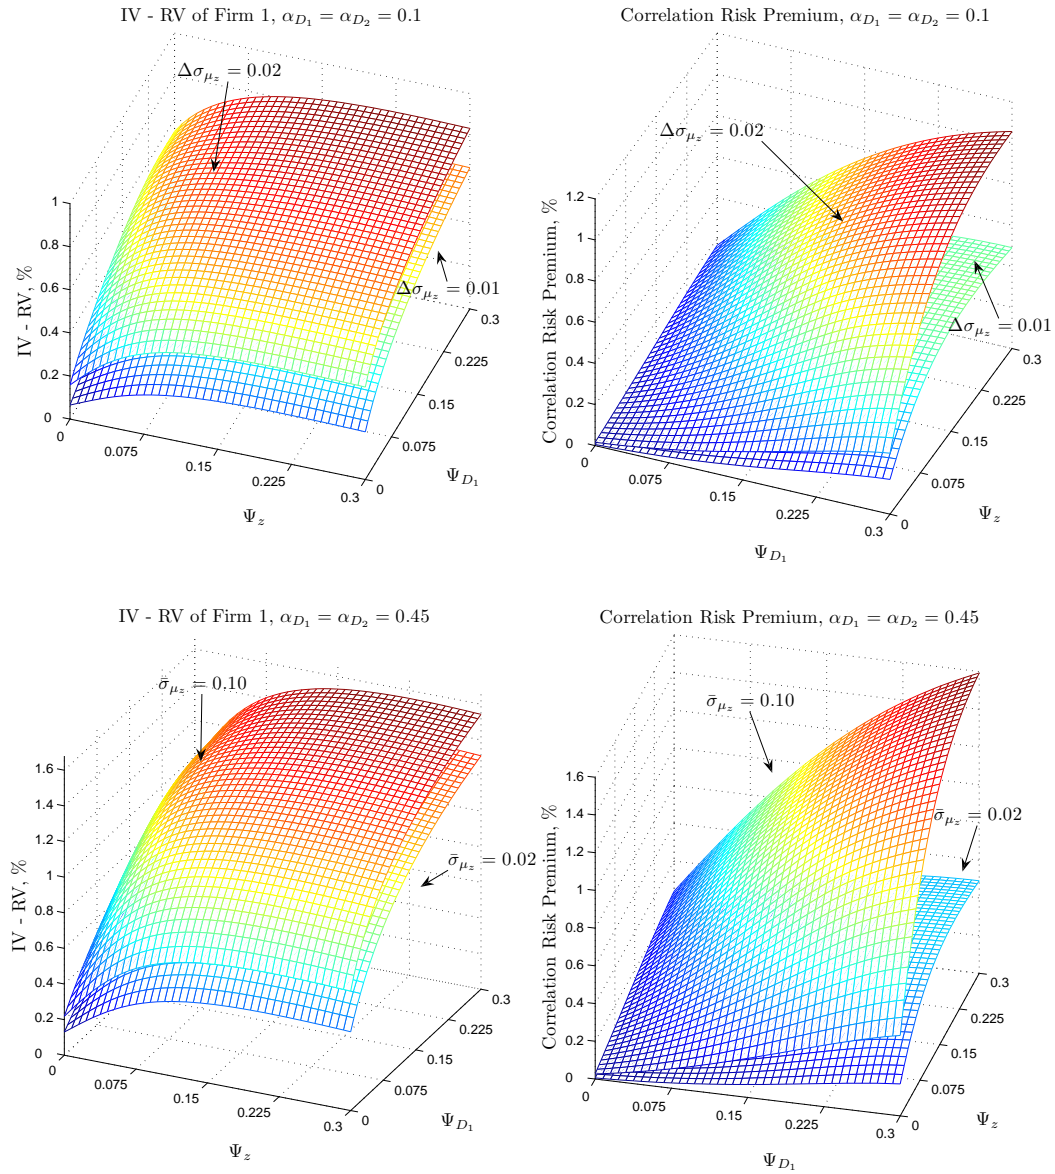 IV - RV of Firm 1, α_{D_1} = α_{D_2} = 0.1
Δσ_{μ_z} = 0.02
Δσ_{μ_z} = 0.01
IV - RV, %
1
0.8
0.6
0.4
0.2
0
0
0.075
0.15
0.225
0.3
Ψ_z
0
0.075
0.15
0.225
0.3
Ψ_{D_1}
Correlation Risk Premium, α_{D_1} = α_{D_2} = 0.1
Δσ_{μ_z} = 0.02
Δσ_{μ_z} = 0.01
Correlation Risk Premium, %
1.2
1
0.8
0.6
0.4
0.2
0
0
0.075
0.15
0.225
0.3
Ψ_{D_1}
0
0.075
0.15
0.225
0.3
Ψ_z
IV - RV of Firm 1, α_{D_1} = α_{D_2} = 0.45
σ̄_{μ_z} = 0.10
σ̄_{μ_z} = 0.02
IV - RV, %
1.6
1.4
1.2
1
0.8
0.6
0.4
0.2
0
0
0.075
0.15
0.225
0.3
Ψ_z
0
0.075
0.15
0.225
0.3
Ψ_{D_1}
Correlation Risk Premium, α_{D_1} = α_{D_2} = 0.45
σ̄_{μ_z} = 0.10
σ̄_{μ_z} = 0.02
Correlation Risk Premium, %
1.6
1.4
1.2
1
0.8
0.6
0.4
0.2
0
0
0.075
0.15
0.225
0.3
Ψ_{D_1}
0
0.075
0.15
0.225
0.3
Ψ_z